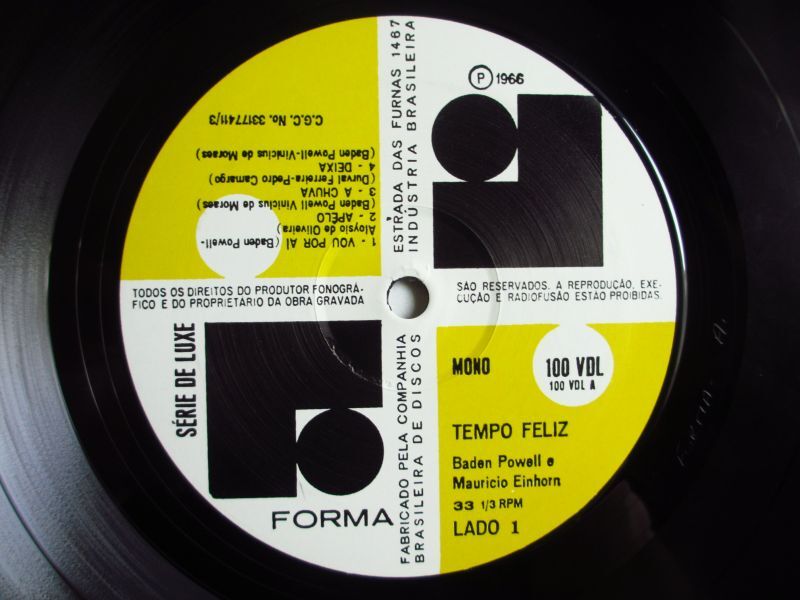 P 1966
SÃO RESERVADOS. A REPRODUÇÃO, EXE-
CUÇÃO E RADIOFUSÃO ESTÃO PROIBIDAS.
ESTRADA DAS FURNAS 1467
INDÚSTRIA BRASILEIRA
C.G.C. No. 33177411/3
1 - VOU POR AÍ (Baden Powell-
Aloysio de Oliveira)
2 - APÊLO
(Baden Powell Vinicius de Moraes)
3 - A CHUVA
(Durval Ferreira-Pedro Camargo)
4 - DEIXA
(Baden Powell-Vinicius de Moraes)
TODOS OS DIREITOS DO PRODUTOR FONOGRÁ-
FICO E DO PROPRIETARIO DA OBRA GRAVADA
SÉRIE DE LUXE
FORMA
FABRICADO PELA COMPANHIA
BRASILEIRA DE DISCOS
MONO
100 VDL
100 VDL A
TEMPO FELIZ
Baden Powell e
Mauricio Einhorn
33 1/3 RPM
LADO 1